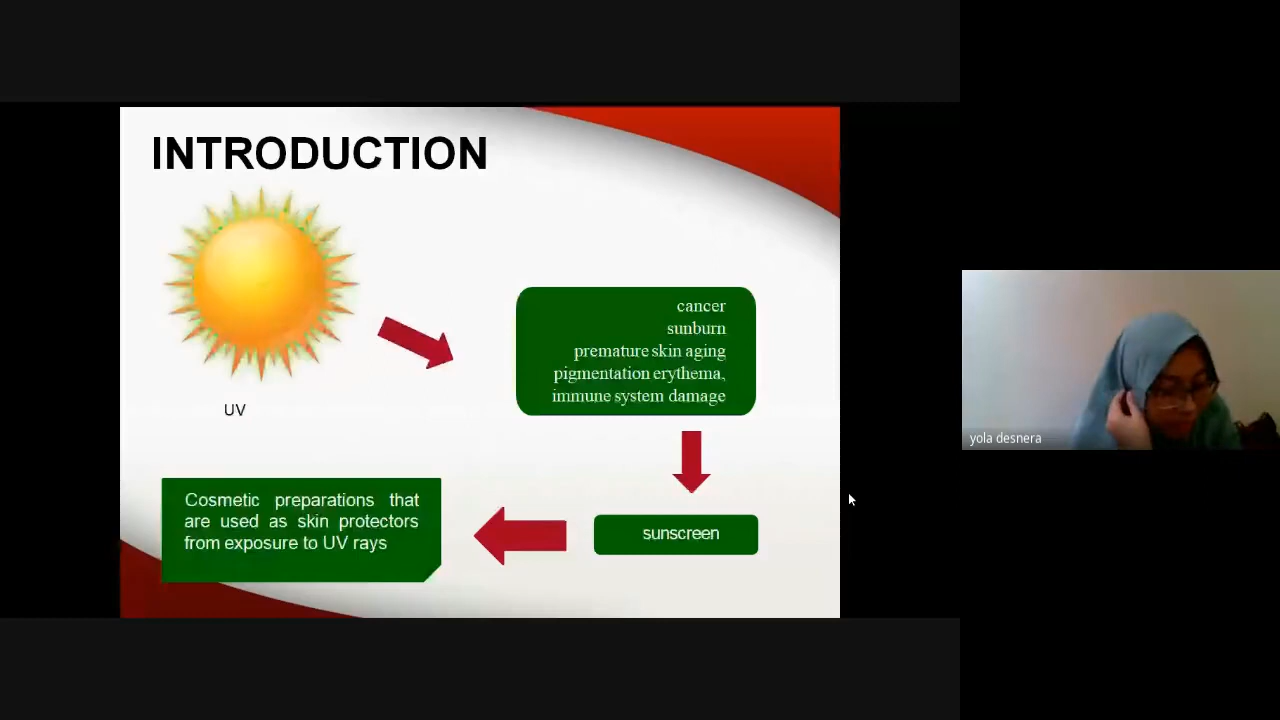 INTRODUCTION
UV
cancer
sunburn
premature skin aging
pigmentation erythema,
immune system damage
sunscreen
Cosmetic preparations that
are used as skin protectors
from exposure to UV rays
yola desnera